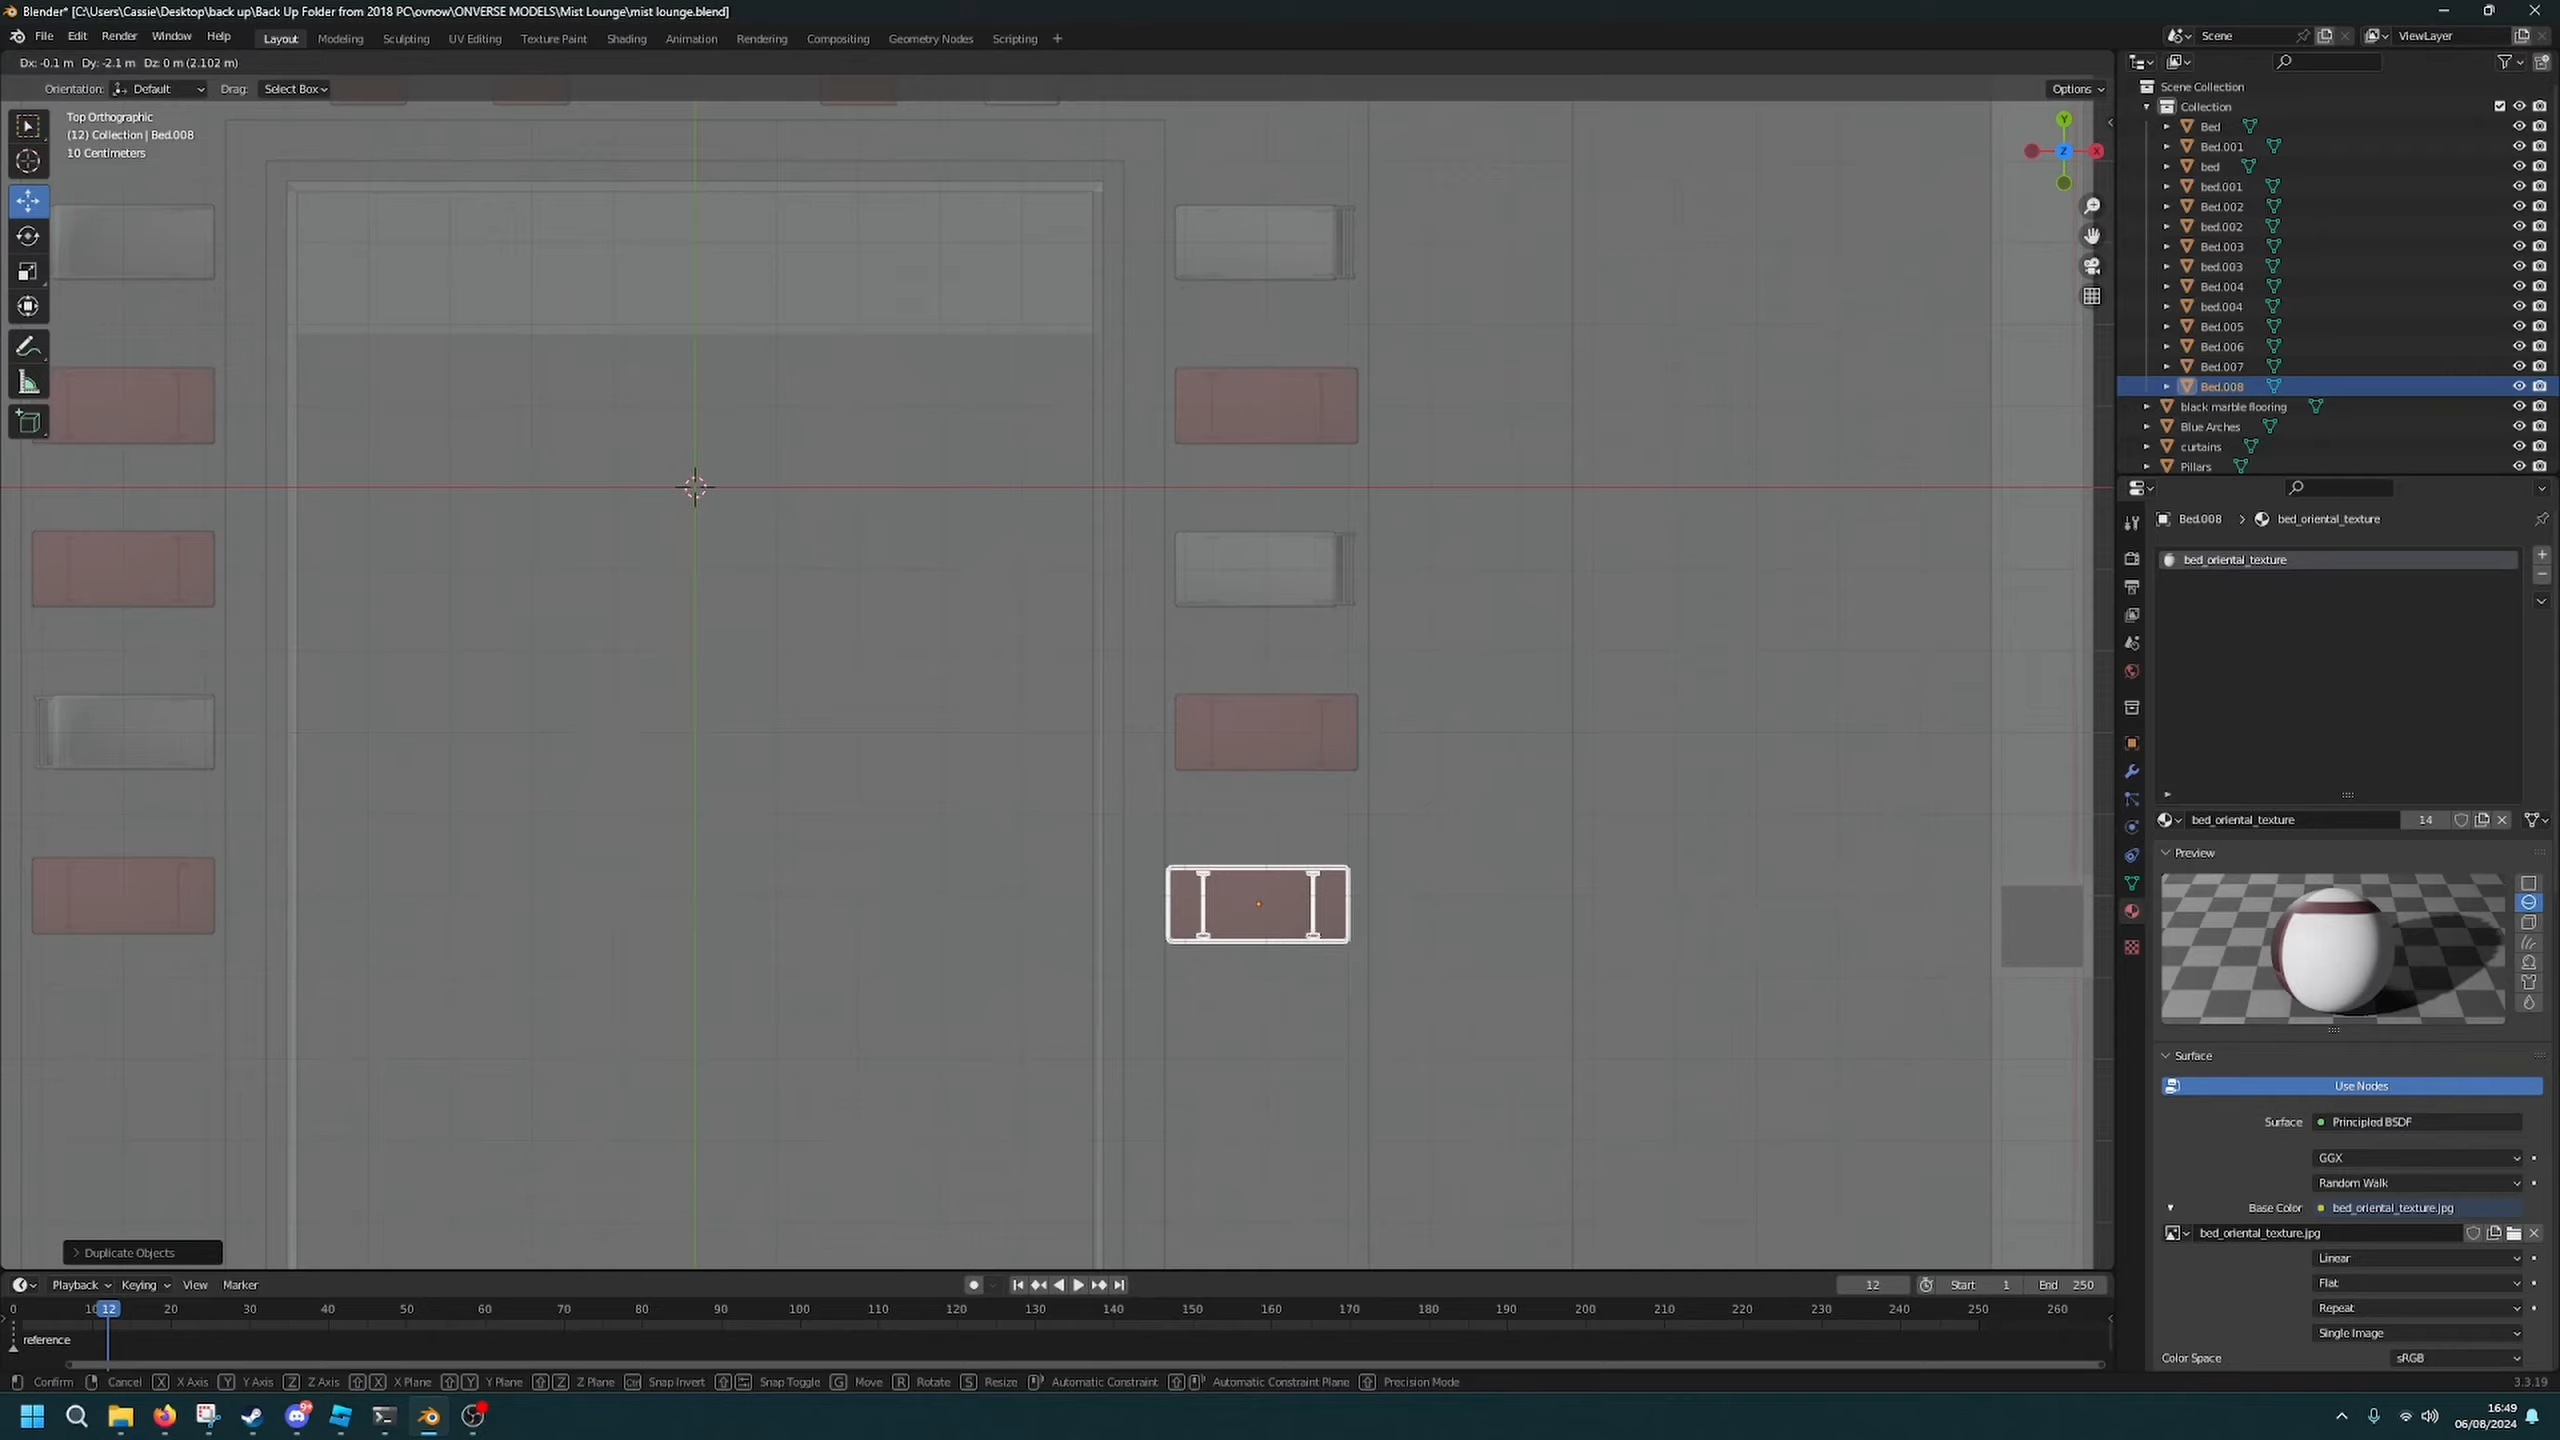 Blender* [C:\Users\Cassie\Desktop\back up\Back Up Folder from 2018 PC\ovnow\ONVERSE MODELS\Mist Lounge\mist lounge.blend]
File Edit Render Window Help Layout Modeling Sculpting UV Editing Texture Paint Shading Animation Rendering Compositing Geometry Nodes Scripting + Scene ViewLayer
Dx: -0.1 m Dy: -2.1 m Dz: 0 m (2.102 m)
Orientation: Default Drag: Select Box Options
Top Orthographic
(12) Collection | Bed.008
10 Centimeters
Y
Z X
Scene Collection
Collection
Bed
Bed.001
bed
bed.001
Bed.002
bed.002
Bed.003
bed.003
Bed.004
bed.004
Bed.005
Bed.006
Bed.007
Bed.008
black marble flooring
Blue Arches
curtains
Pillars
Bed.008 > bed_oriental_texture
bed_oriental_texture
bed_oriental_texture 14
Preview
Surface
Use Nodes
Surface Principled BSDF
GGX
Random Walk
Base Color bed_oriental_texture.jpg
bed_oriental_texture.jpg
Linear
Flat
Repeat
Single Image
Color Space sRGB
> Duplicate Objects
Playback Keying View Marker 12 Start 1 End 250
0 10 12 20 30 40 50 60 70 80 90 100 110 120 130 140 150 160 170 180 190 200 210 220 230 240 250 260
reference
Confirm Cancel X X Axis Y Y Axis Z Z Axis X X Plane Y Y Plane Z Z Plane Ctrl Snap Invert Snap Toggle G Move R Rotate S Resize Automatic Constraint Automatic Constraint Plane Precision Mode 3.3.19
9+
16:49
06/08/2024